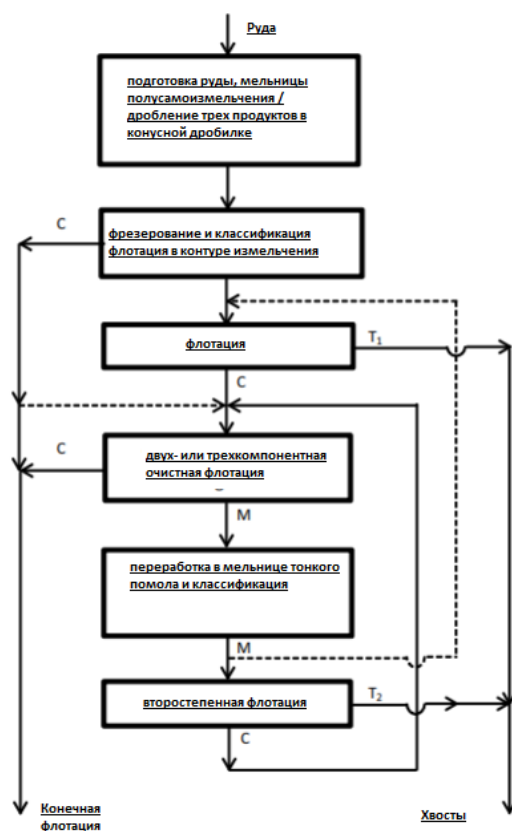 Руда
подготовка руды, мельницы
полусамоизмельчения /
дробление трех продуктов в
конусной дробилке
C
фрезерование и классификация
флотация в контуре измельчения
флотация
T1
C
C
двух- или трехкомпонентная
очистная флотация
M
переработка в мельнице тонкого
помола и классификация
M
второстепенная флотация
T2
C
Конечная
флотация
Хвосты